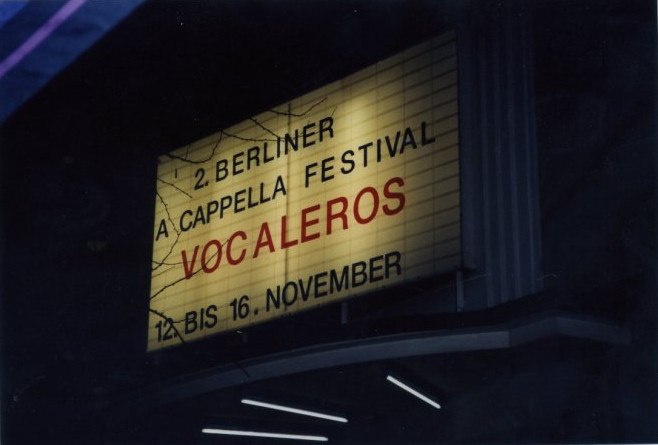 2. BERLINER
A CAPPELLA FESTIVAL
VOCALEROS
12. BIS 16. NOVEMBER